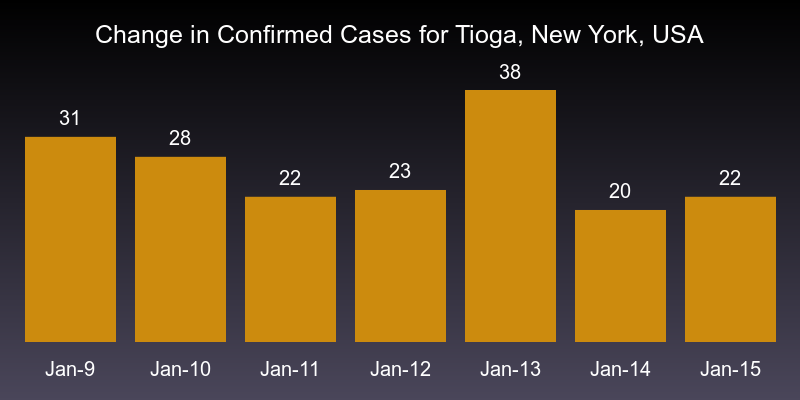 Change in Confirmed Cases for Tioga, New York, USA
31
28
22
23
38
20
22
Jan-9
Jan-10
Jan-11
Jan-12
Jan-13
Jan-14
Jan-15